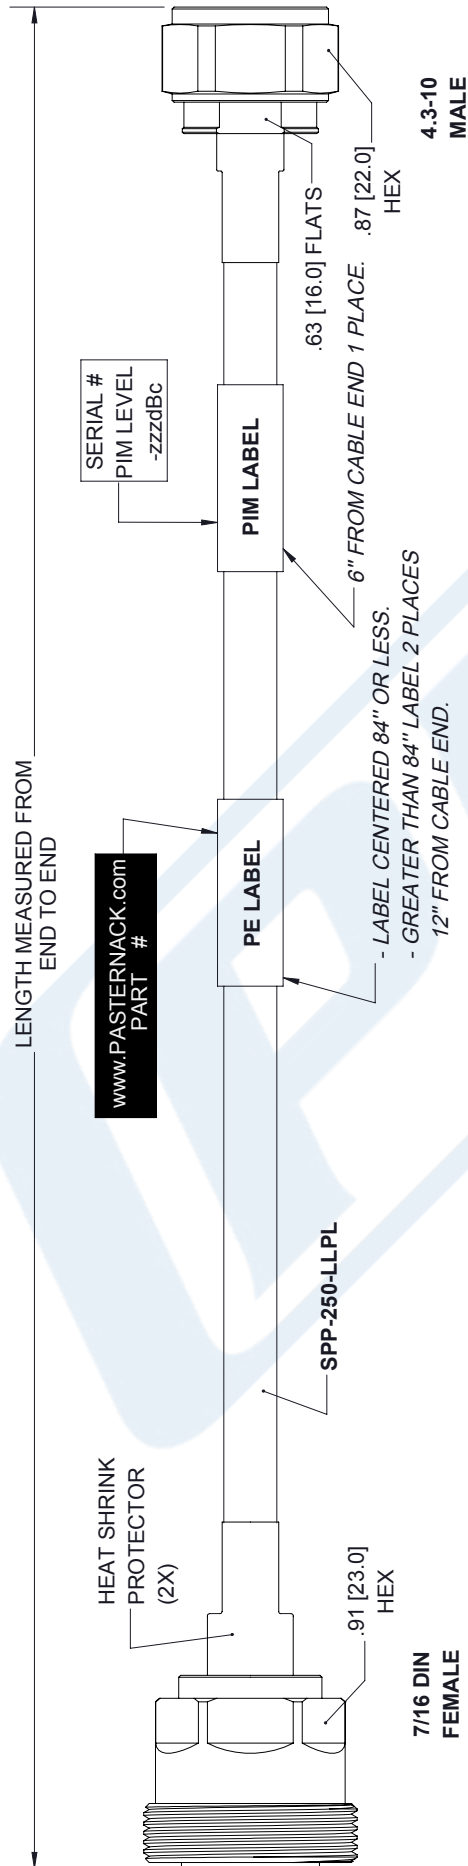 LENGTH MEASURED FROM
END TO END
HEAT SHRINK
PROTECTOR
(2X)
www.PASTERNACK.com
PART #
SERIAL #
PIM LEVEL
-zzzdBc
PE LABEL
PIM LABEL
.91 [23.0]
HEX
SPP-250-LLPL
- LABEL CENTERED 84" OR LESS.
- GREATER THAN 84" LABEL 2 PLACES
12" FROM CABLE END.
6" FROM CABLE END 1 PLACE.
.63 [16.0] FLATS
.87 [22.0]
HEX
7/16 DIN
FEMALE
4.3-10
MALE